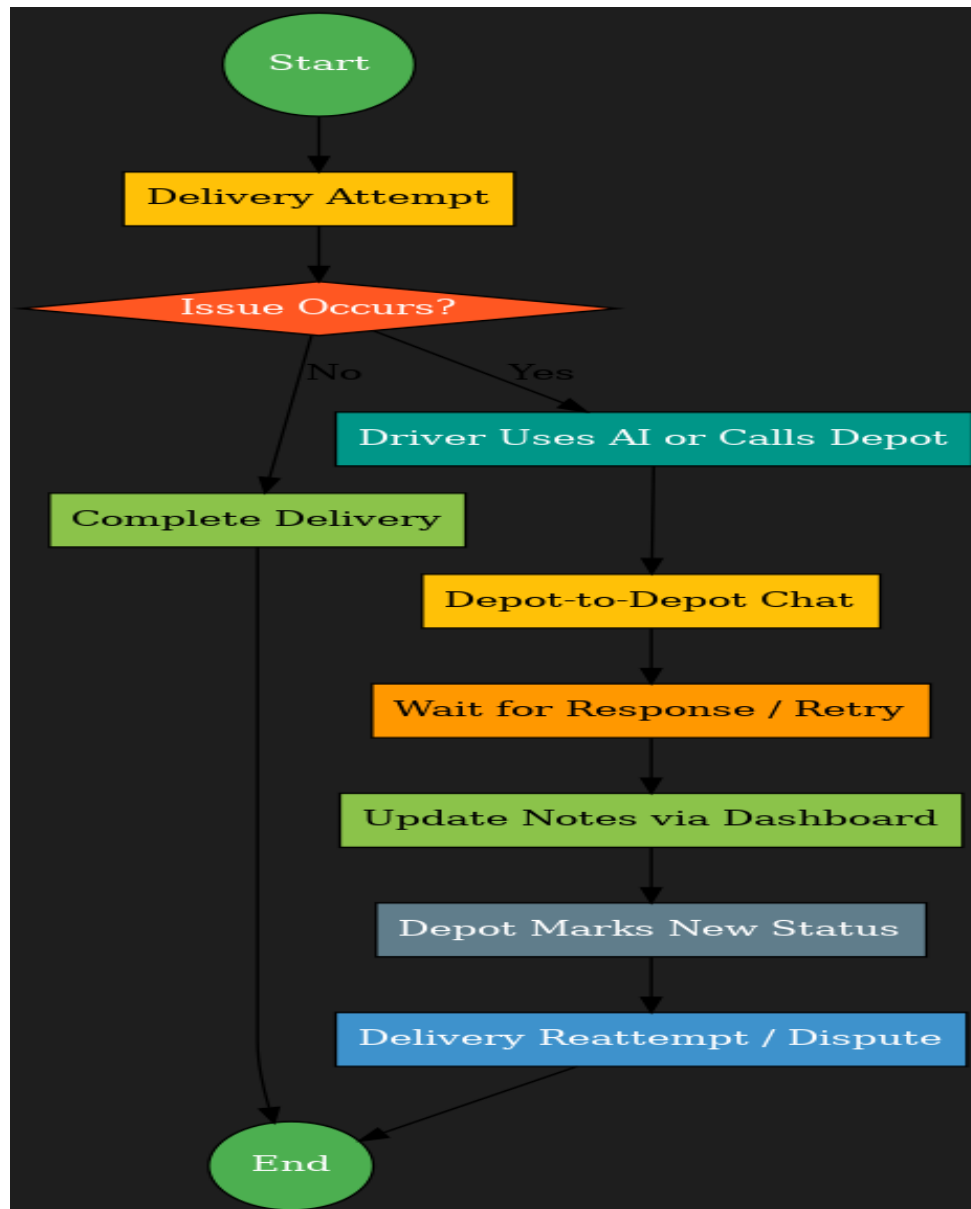 Start
Delivery Attempt
Issue Occurs?
No
Yes
Driver Uses AI or Calls Depot
Complete Delivery
Depot-to-Depot Chat
Wait for Response / Retry
Update Notes via Dashboard
Depot Marks New Status
Delivery Reattempt / Dispute
End